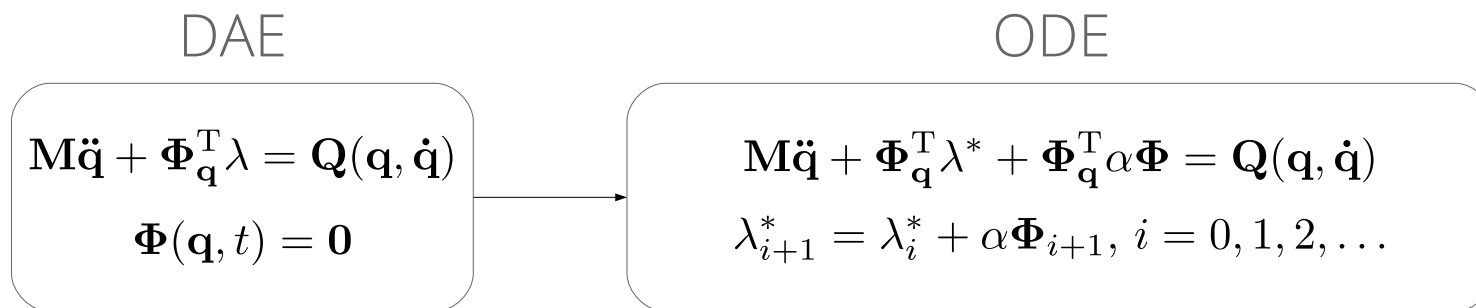 DAE
Mq̈ + Φ_q^T λ = Q(q, q̇)
Φ(q, t) = 0
ODE
Mq̈ + Φ_q^T λ* + Φ_q^T αΦ = Q(q, q̇)
λ*_{i+1} = λ*_i + αΦ_{i+1}, i = 0, 1, 2, …